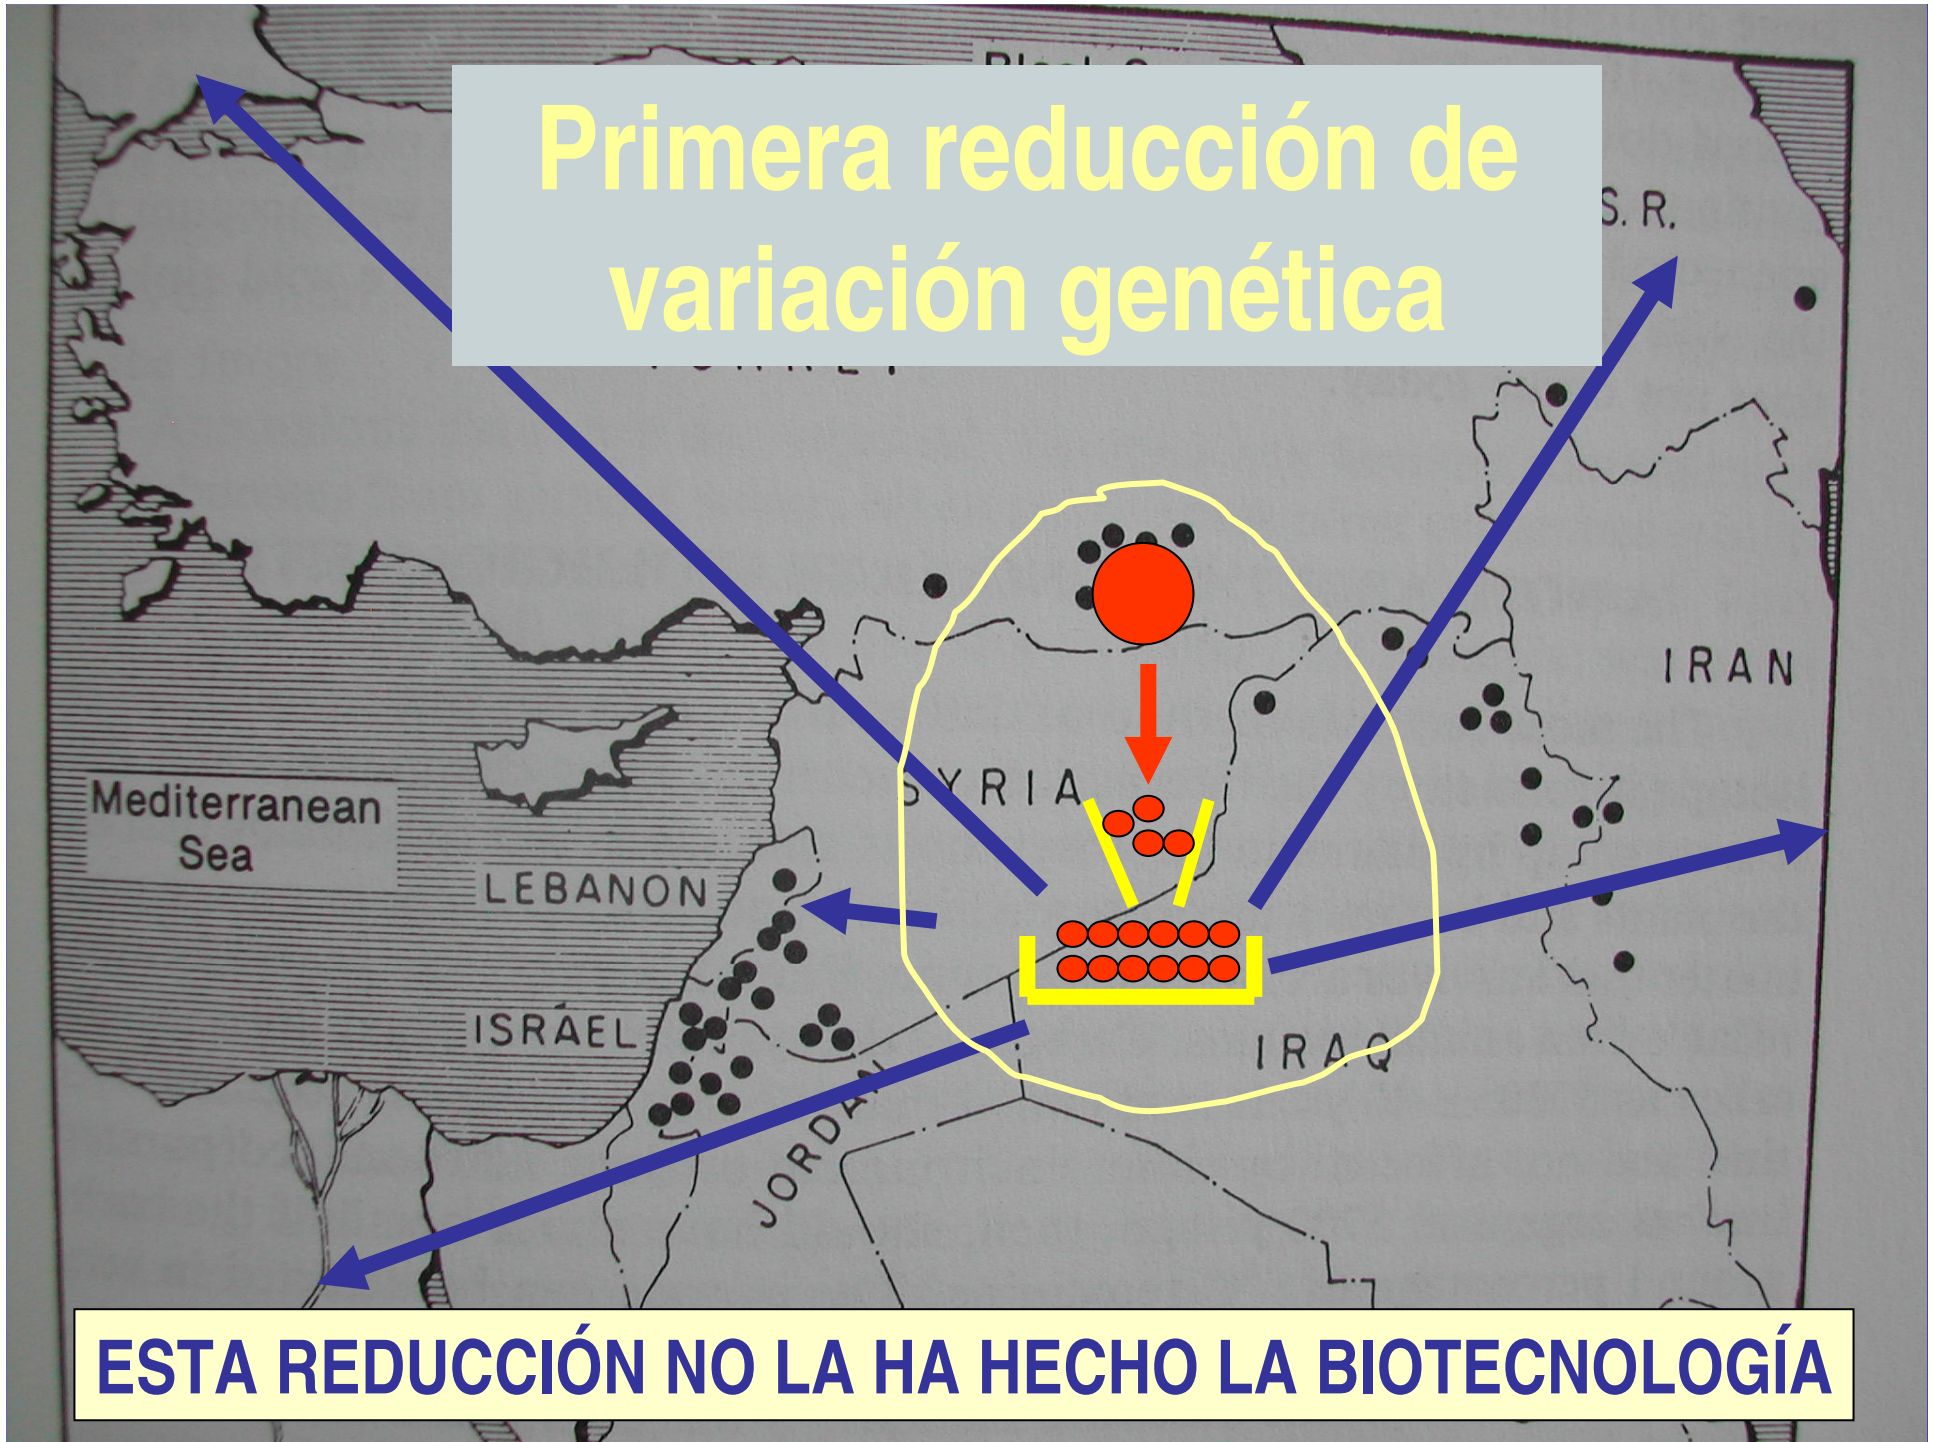 Primera reducción de
variación genética
S. R.
IRAN
SYRIA
Mediterranean
Sea
LEBANON
ISRAEL
IRAQ
JORDAN
ESTA REDUCCIÓN NO LA HA HECHO LA BIOTECNOLOGÍA